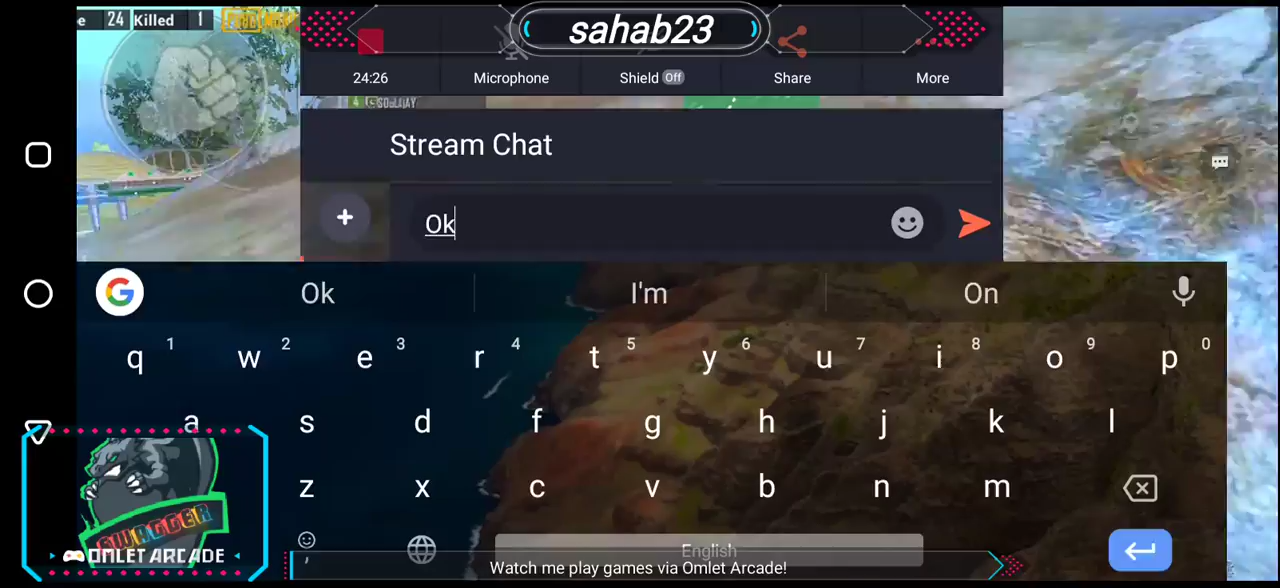 e 24 Killed 1
sahab23
24:26
Microphone
Shield Off
Share
More
Stream Chat
Ok
Ok
I'm
On
q 1 w 2 e 3 r 4 t 5 y 6 u 7 i 8 o 9 p 0
a s d f g h j k l
z x c v b n m
,
English
SWAGGER
OMLET ARCADE
Watch me play games via Omlet Arcade!